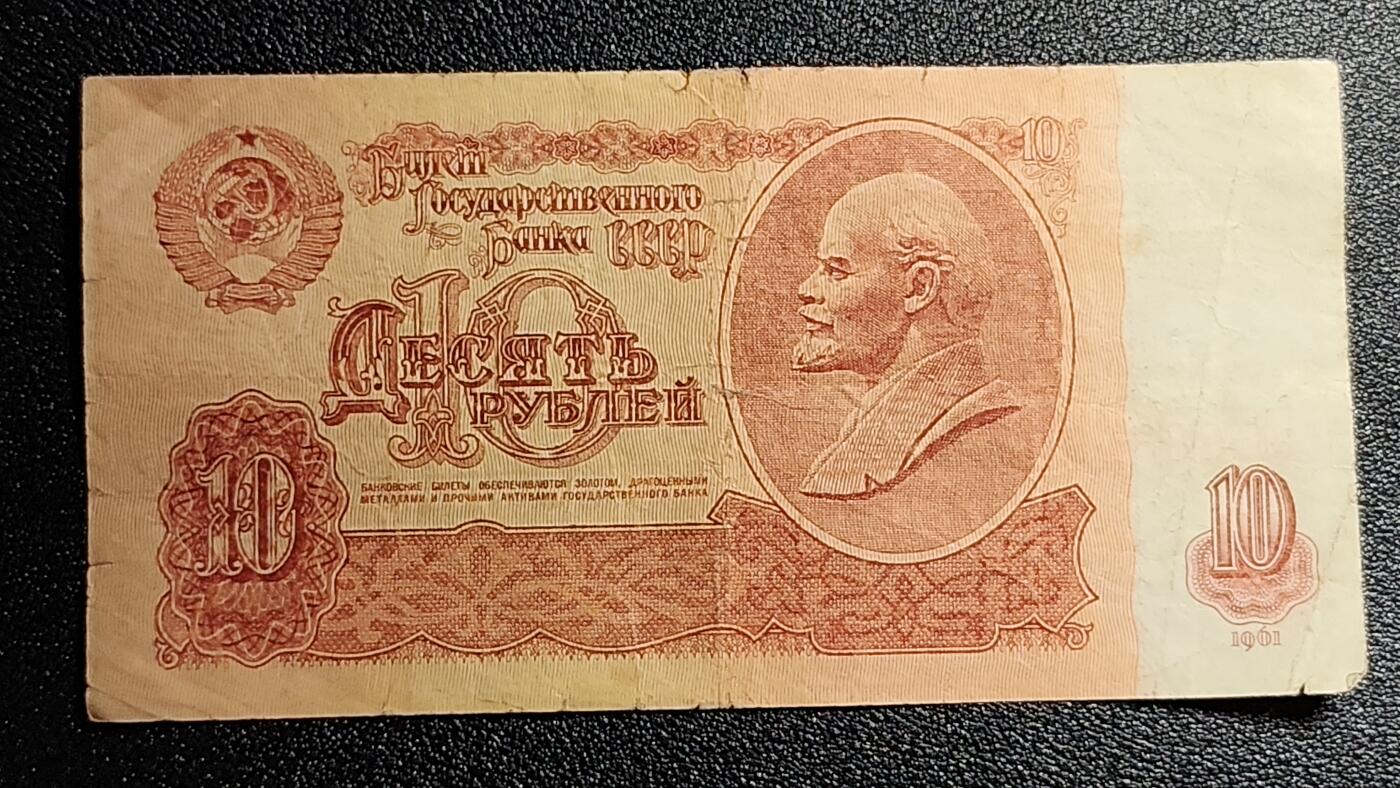 Билет
Государственного
Банка СССР
10
10
Десять
рублей
БАНКОВСКИЕ БИЛЕТЫ ОБЕСПЕЧИВАЮТСЯ ЗОЛОТОМ, ДРАГОЦЕННЫМИ
МЕТАЛЛАМИ И ПРОЧИМИ АКТИВАМИ ГОСУДАРСТВЕННОГО БАНКА
10
10
1961